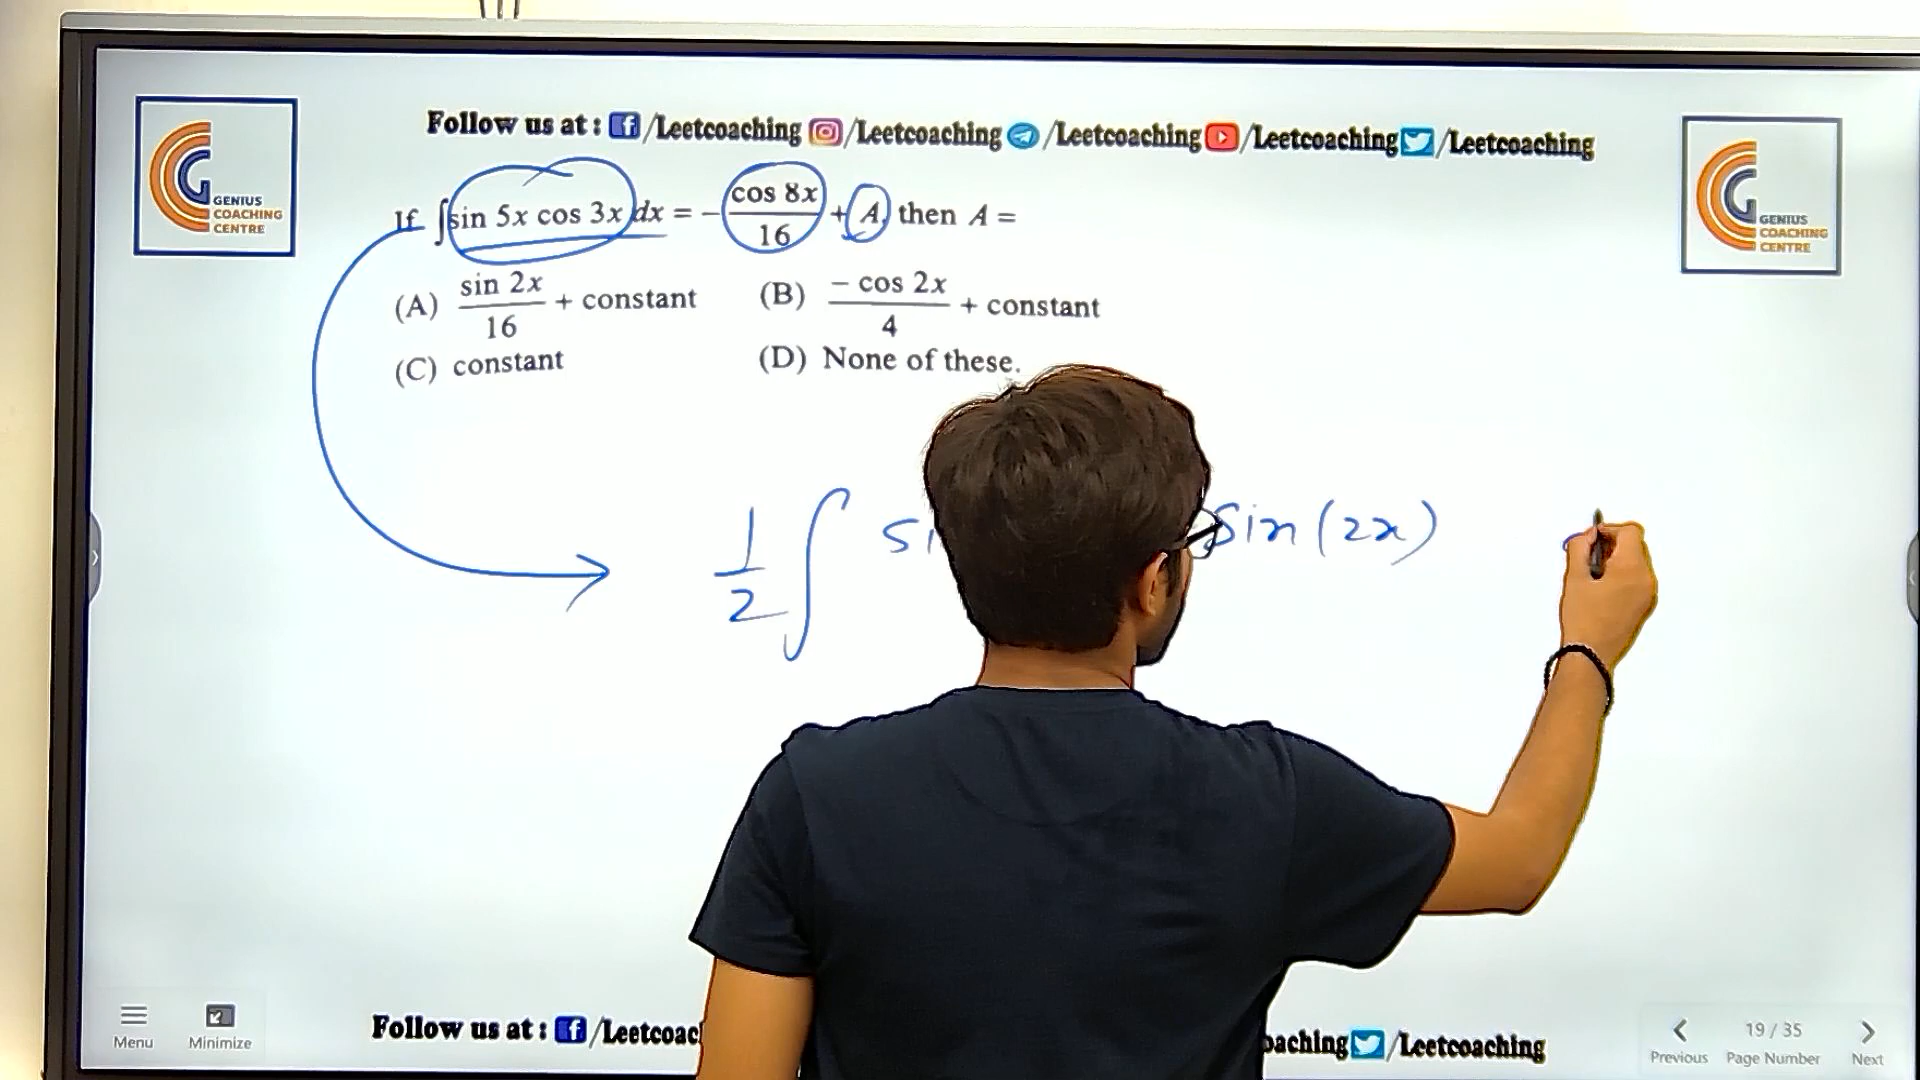 Follow us at : /Leetcoaching /Leetcoaching /Leetcoaching /Leetcoaching /Leetcoaching
GENIUS
COACHING
CENTRE
GENIUS
COACHING
CENTRE
If ∫sin 5x cos 3x dx = − cos 8x / 16 + A, then A =
(A) sin 2x / 16 + constant (B) − cos 2x / 4 + constant
(C) constant (D) None of these.
1/2 ∫ sin (2x)
Menu
Minimize
Follow us at : /Leetcoaching /Leetcoaching
Previous
19 / 35
Page Number
Next